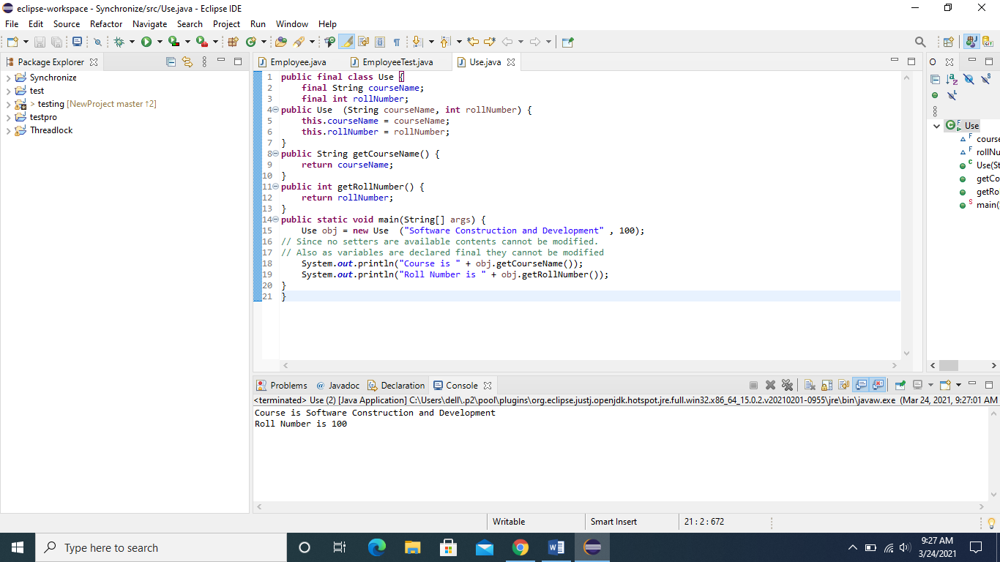 eclipse-workspace - Synchronize/src/Use.java - Eclipse IDE
File Edit Source Refactor Navigate Search Project Run Window Help
Package Explorer
Synchronize
test
> testing [NewProject master ↑2]
testpro
Threadlock
Employee.java EmployeeTest.java Use.java
1 public final class Use {
2 final String courseName;
3 final int rollNumber;
4 public Use (String courseName, int rollNumber) {
5 this.courseName = courseName;
6 this.rollNumber = rollNumber;
7 }
8 public String getCourseName() {
9 return courseName;
10 }
11 public int getRollNumber() {
12 return rollNumber;
13 }
14 public static void main(String[] args) {
15 Use obj = new Use ("Software Construction and Development" , 100);
16 // Since no setters are available contents cannot be modified.
17 // Also as variables are declared final they cannot be modified
18 System.out.println("Course is " + obj.getCourseName());
19 System.out.println("Roll Number is " + obj.getRollNumber());
20 }
21 }
O
Use
course
rollNu
Use(St
getCo
getRo
main(
Problems @ Javadoc Declaration Console
<terminated> Use (2) [Java Application] C:\Users\dell\.p2\pool\plugins\org.eclipse.justj.openjdk.hotspot.jre.full.win32.x86_64_15.0.2.v20210201-0955\jre\bin\javaw.exe (Mar 24, 2021, 9:27:01 AM
Course is Software Construction and Development
Roll Number is 100
Writable Smart Insert 21 : 2 : 672
Type here to search
9:27 AM
3/24/2021